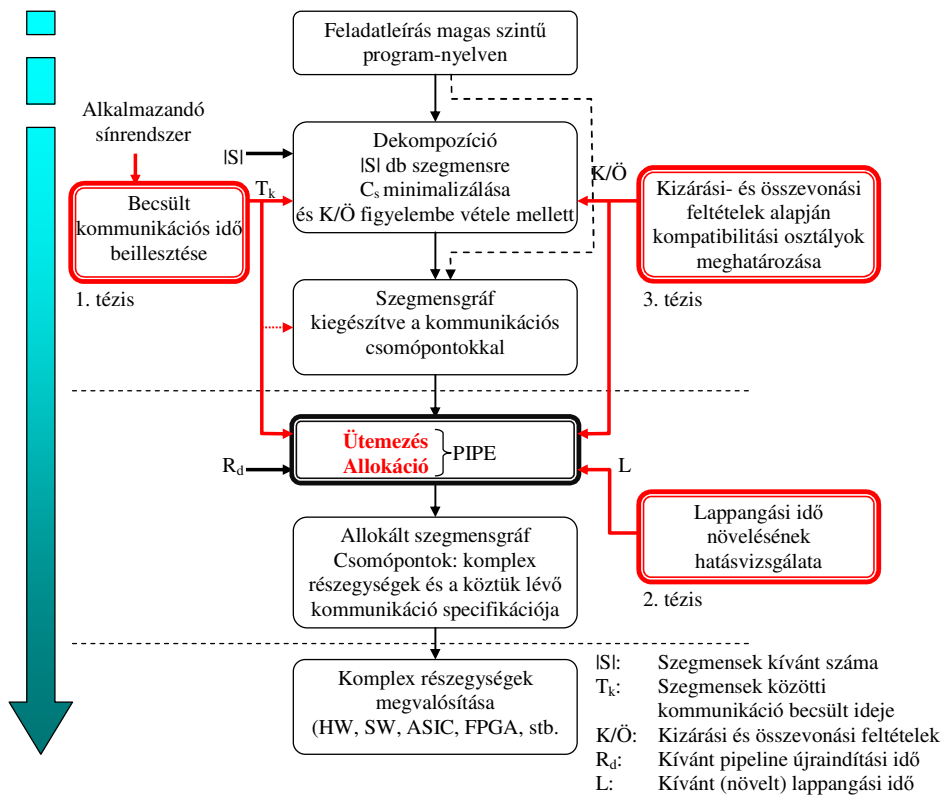 Feladatleírás magas szintű
program-nyelven
Alkalmazandó
sínrendszer
|S|
Dekompozíció
|S| db szegmensre
Cs minimalizálása
és K/Ö figyelembe vétele mellett
K/Ö
Tk
Becsült
kommunikációs idő
beillesztése
1. tézis
Kizárási- és összevonási
feltételek alapján
kompatibilitási osztályok
meghatározása
3. tézis
Szegmensgráf
kiegészítve a kommunikációs
csomópontokkal
Ütemezés
Allokáció
PIPE
Rd
L
Lappangási idő
növelésének
hatásvizsgálata
2. tézis
Allokált szegmensgráf
Csomópontok: komplex
részegységek és a köztük lévő
kommunikáció specifikációja
Komplex részegységek
megvalósítása
(HW, SW, ASIC, FPGA, stb.
|S|: Szegmensek kívánt száma
Tk: Szegmensek közötti
kommunikáció becsült ideje
K/Ö: Kizárási és összevonási feltételek
Rd: Kívánt pipeline újraindítási idő
L: Kívánt (növelt) lappangási idő